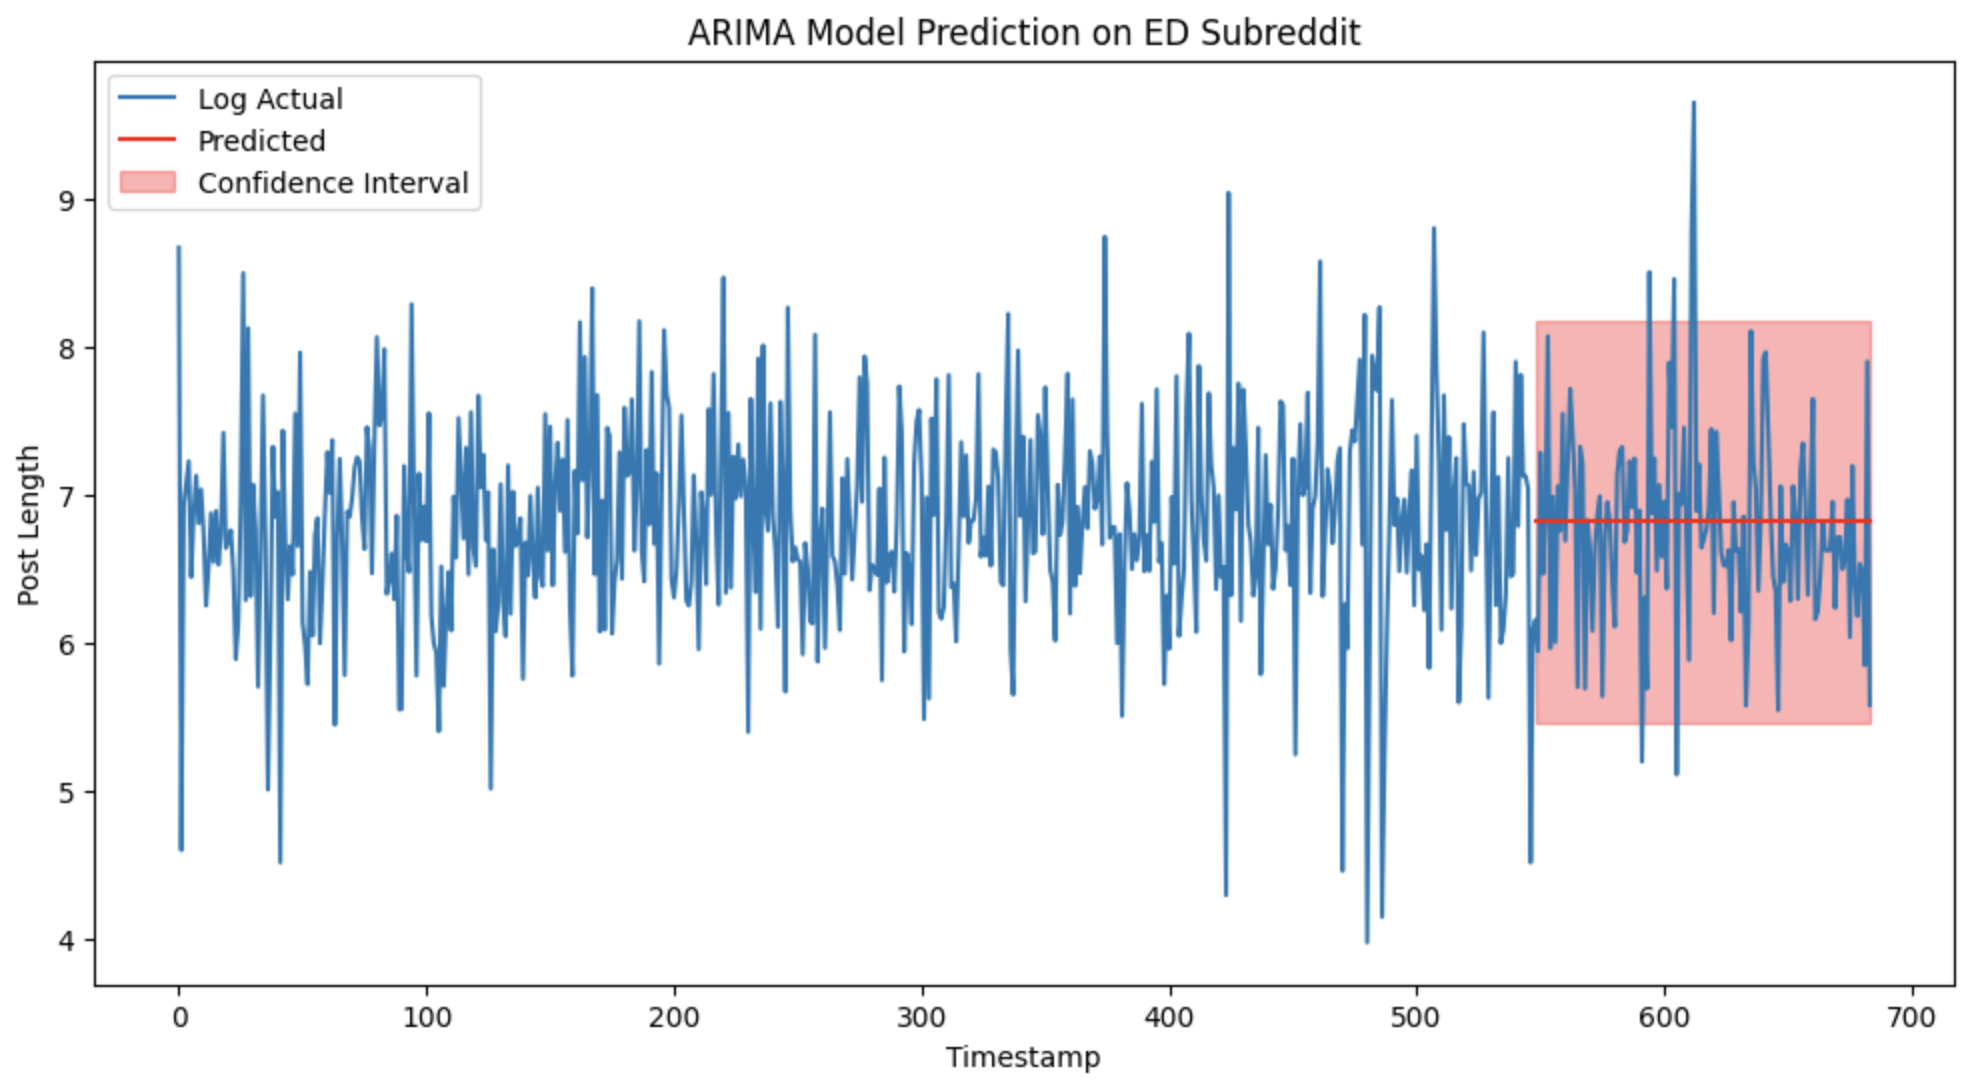 ARIMA Model Prediction on ED Subreddit
Log Actual
Predicted
Confidence Interval
Post Length
9
8
7
6
5
4
0 100 200 300 400 500 600 700
Timestamp